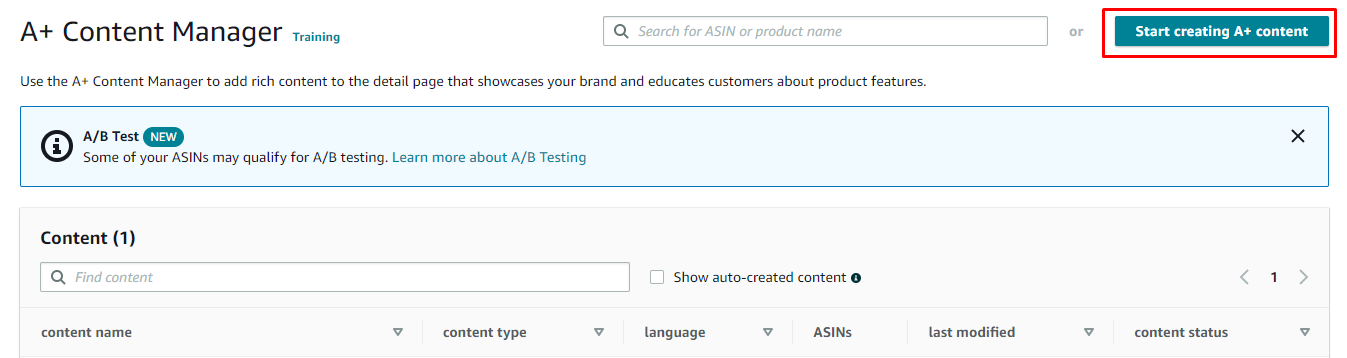 A+ Content Manager Training Search for ASIN or product name or Start creating A+ content
Use the A+ Content Manager to add rich content to the detail page that showcases your brand and educates customers about product features.
A/B Test NEW
Some of your ASINs may qualify for A/B testing. Learn more about A/B Testing
Content (1)
Find content Show auto-created content 1
content name content type language ASINs last modified content status